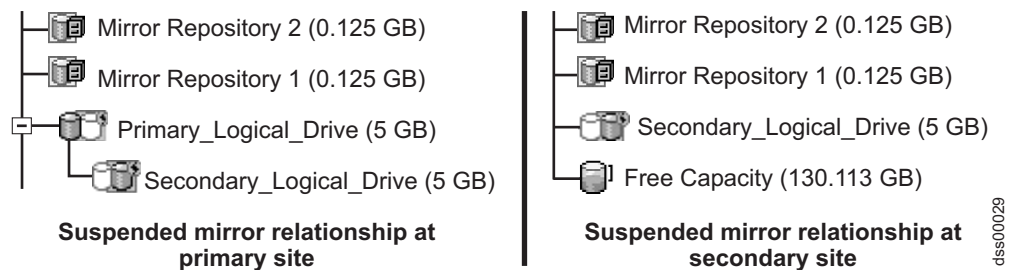 Mirror Repository 2 (0.125 GB)
Mirror Repository 1 (0.125 GB)
Primary_Logical_Drive (5 GB)
Secondary_Logical_Drive (5 GB)
Suspended mirror relationship at
primary site
Mirror Repository 2 (0.125 GB)
Mirror Repository 1 (0.125 GB)
Secondary_Logical_Drive (5 GB)
Free Capacity (130.113 GB)
Suspended mirror relationship at
secondary site
dss00029